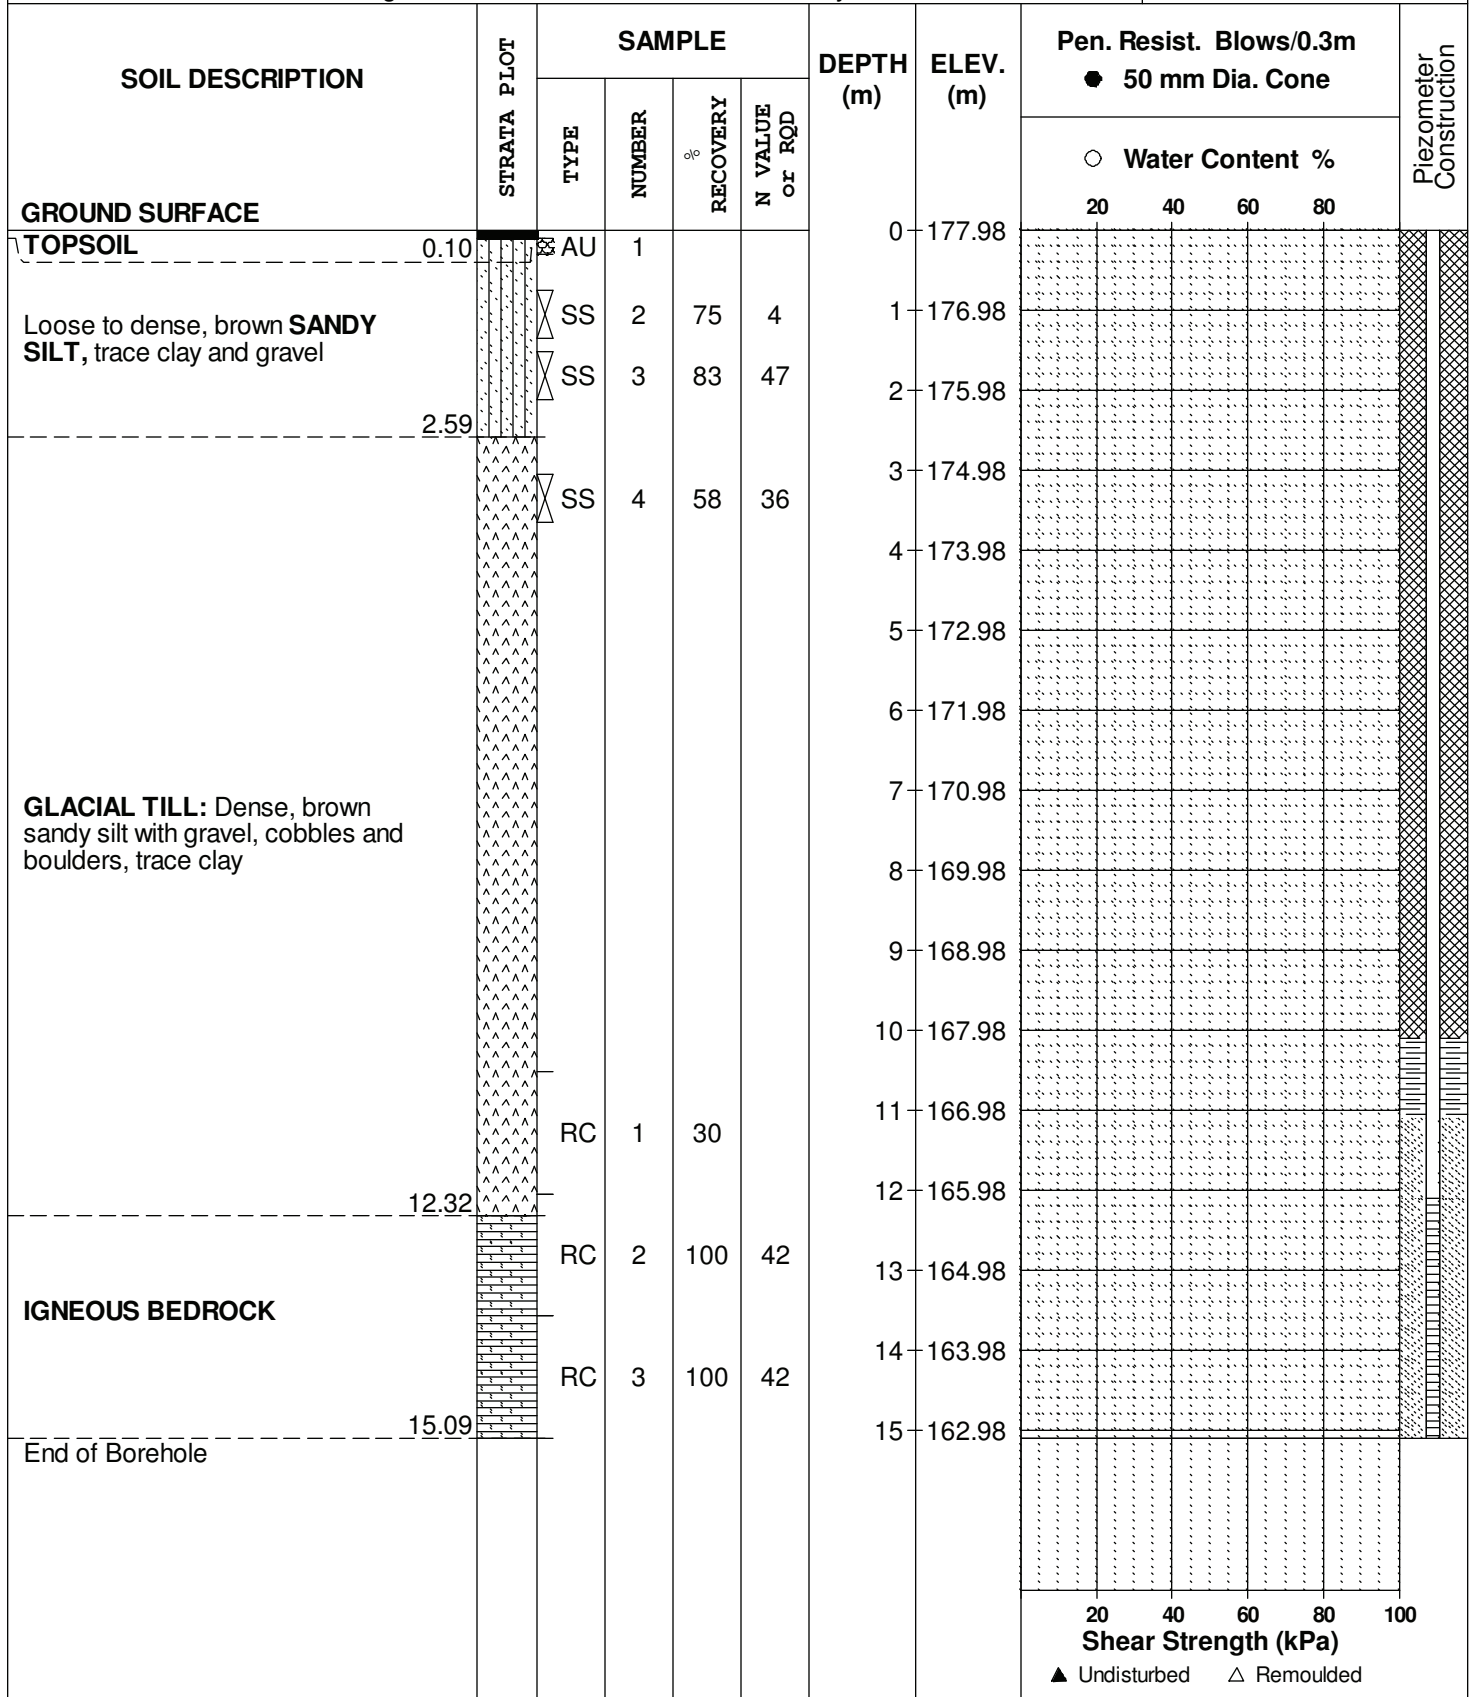 SOIL DESCRIPTION
GROUND SURFACE
STRATA PLOT
SAMPLE
TYPE
NUMBER
% RECOVERY
N VALUE or RQD
DEPTH (m)
ELEV. (m)
Pen. Resist. Blows/0.3m
● 50 mm Dia. Cone
○ Water Content %
20 40 60 80
Piezometer Construction
TOPSOIL 0.10
AU 1
0 177.98
Loose to dense, brown SANDY
SILT, trace clay and gravel
SS 2 75 4
1 176.98
SS 3 83 47
2 175.98
2.59
3 174.98
SS 4 58 36
4 173.98
5 172.98
6 171.98
7 170.98
GLACIAL TILL: Dense, brown
sandy silt with gravel, cobbles and
boulders, trace clay
8 169.98
9 168.98
10 167.98
11 166.98
RC 1 30
12 165.98
12.32
RC 2 100 42
13 164.98
IGNEOUS BEDROCK
14 163.98
RC 3 100 42
15.09
15 162.98
End of Borehole
20 40 60 80 100
Shear Strength (kPa)
▲ Undisturbed △ Remoulded